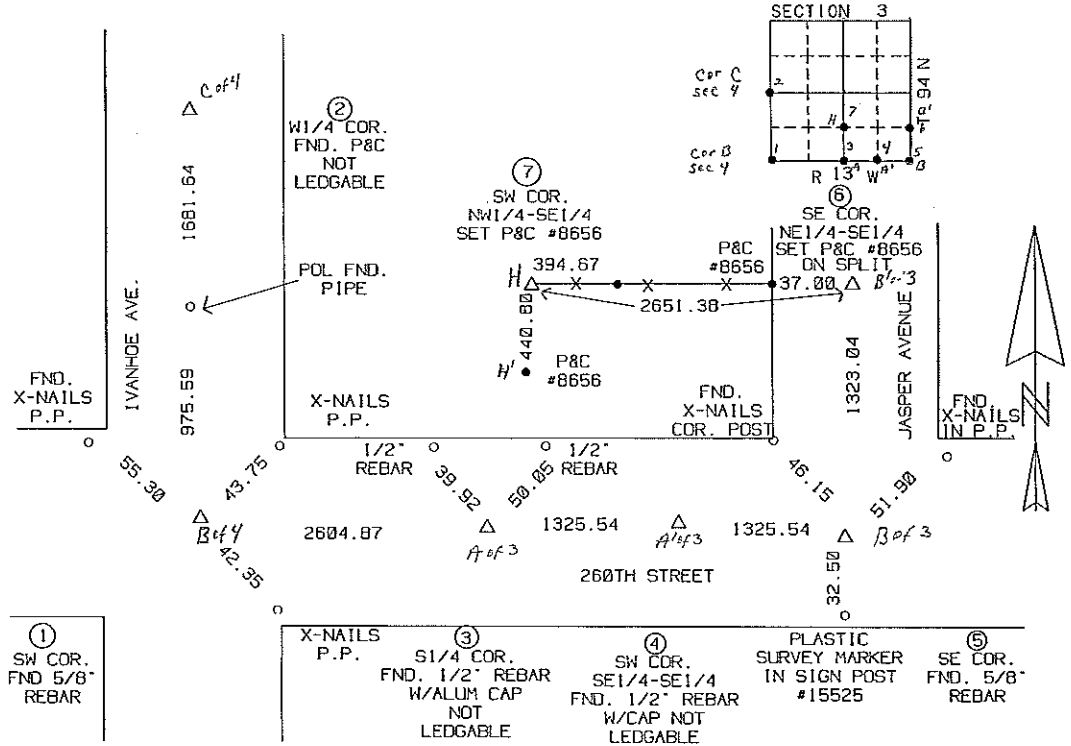 SECTION 3
Cor C
sec 4
2
T 94 N
a'
b
H
7
Cor B
sec 4
1
3
A
4
A'
5
B
R 13 W
C of 4
②
W1/4 COR.
FND. P&C
NOT
LEDGABLE
⑦
SW COR.
NW1/4-SE1/4
SET P&C #8656
⑥
SE COR.
NE1/4-SE1/4
SET P&C #8656
ON SPLIT
P&C
#8656
1681.64
POL FND.
PIPE
H
394.67
X
X
X
37.00
B' of 3
2651.38
IVANHOE AVE.
440.80
H'
P&C
#8656
1323.04
JASPER AVENUE
N
FND.
X-NAILS
P.P.
975.59
X-NAILS
P.P.
FND.
X-NAILS
COR. POST
FND.
X-NAILS
IN P.P.
1/2"
REBAR
1/2"
REBAR
55.30
43.75
39.92
50.05
46.15
51.90
B of 4
2604.87
A of 3
1325.54
A' of 3
1325.54
B of 3
42.35
260TH STREET
32.50
①
SW COR.
FND 5/8"
REBAR
X-NAILS
P.P.
③
S1/4 COR.
FND. 1/2" REBAR
W/ALUM CAP
NOT
LEDGABLE
④
SW COR.
SE1/4-SE1/4
FND. 1/2" REBAR
W/CAP NOT
LEDGABLE
PLASTIC
SURVEY MARKER
IN SIGN POST
#15525
⑤
SE COR.
FND. 5/8"
REBAR